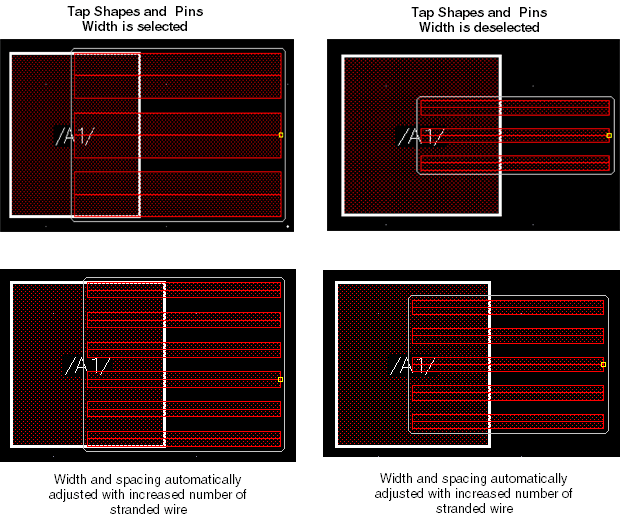 Tap Shapes and Pins
Width is selected
Tap Shapes and Pins
Width is deselected
/A1/
/A1/
/A1/
/A1/
Width and spacing automatically
adjusted with increased number of
stranded wire
Width and spacing automatically
adjusted with increased number of
stranded wire